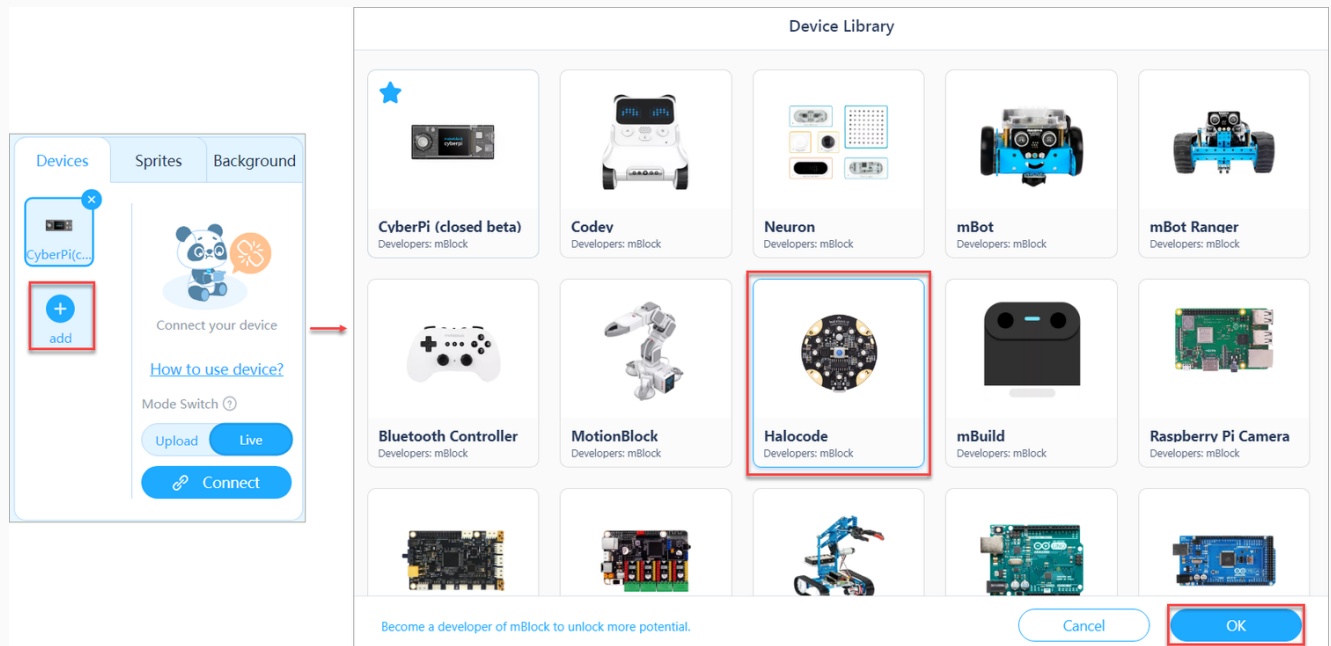 Devices
Sprites
Background
CyberPi(c...
add
Connect your device
How to use device?
Mode Switch ?
Upload
Live
Connect
Device Library
cyberpi
CyberPi (closed beta)
Developers: mBlock
Codey
Developers: mBlock
Neuron
Developers: mBlock
mBot
Developers: mBlock
mBot Ranger
Developers: mBlock
Bluetooth Controller
Developers: mBlock
MotionBlock
Developers: mBlock
Halocode
Developers: mBlock
mBuild
Developers: mBlock
Raspberry Pi Camera
Developers: mBlock
Become a developer of mBlock to unlock more potential.
Cancel
OK